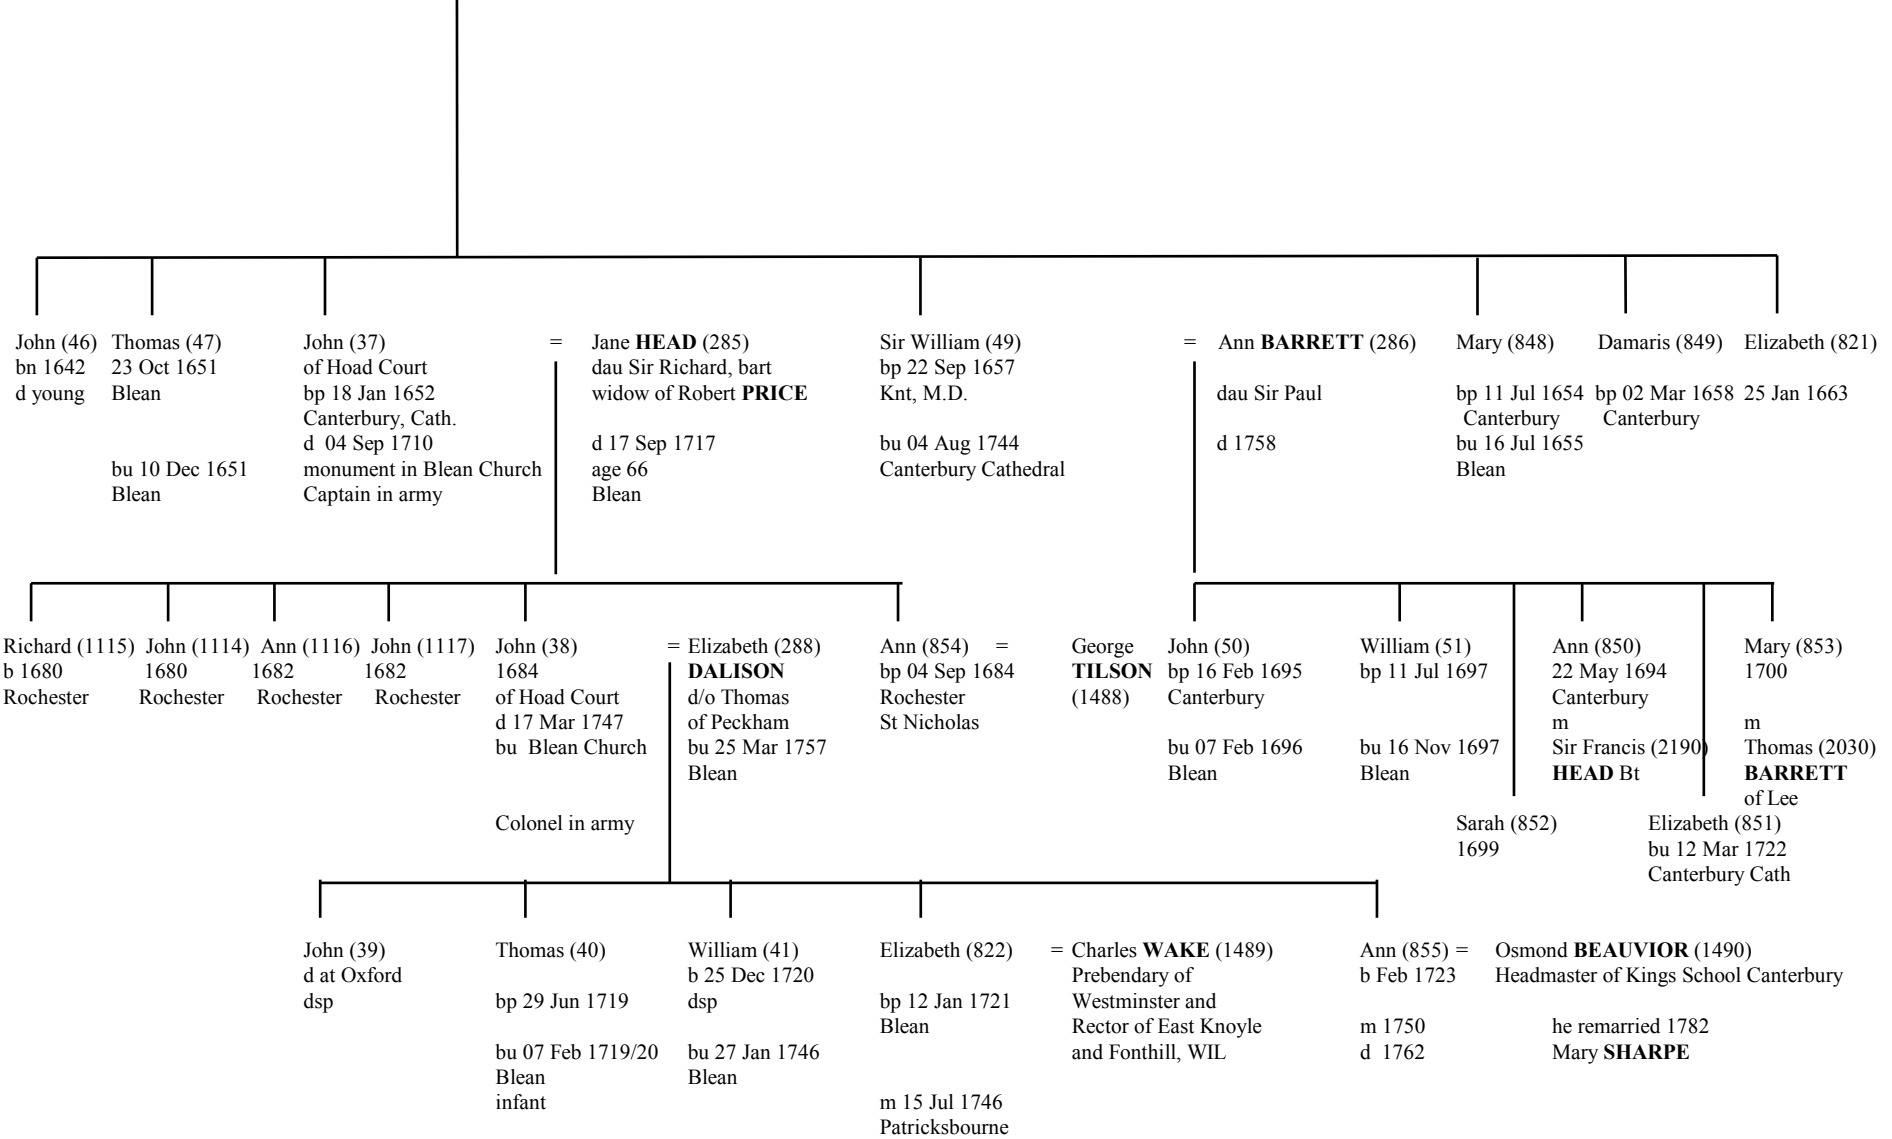 John (46)
bn 1642
d young
Thomas (47)
23 Oct 1651
Blean
bu 10 Dec 1651
Blean
John (37)
of Hoad Court
bp 18 Jan 1652
Canterbury, Cath.
d 04 Sep 1710
monument in Blean Church
Captain in army
=
Jane HEAD (285)
dau Sir Richard, bart
widow of Robert PRICE
d 17 Sep 1717
age 66
Blean
Sir William (49)
bp 22 Sep 1657
Knt, M.D.
bu 04 Aug 1744
Canterbury Cathedral
=
Ann BARRETT (286)
dau Sir Paul
d 1758
Mary (848)
bp 11 Jul 1654
Canterbury
bu 16 Jul 1655
Blean
Damaris (849)
bp 02 Mar 1658
Canterbury
Elizabeth (821)
25 Jan 1663
Richard (1115)
b 1680
Rochester
John (1114)
1680
Rochester
Ann (1116)
1682
Rochester
John (1117)
1682
Rochester
John (38)
1684
of Hoad Court
d 17 Mar 1747
bu Blean Church
Colonel in army
=
Elizabeth (288)
DALISON
d/o Thomas
of Peckham
bu 25 Mar 1757
Blean
Ann (854)
bp 04 Sep 1684
Rochester
St Nicholas
=
George
TILSON
(1488)
John (50)
bp 16 Feb 1695
Canterbury
bu 07 Feb 1696
Blean
William (51)
bp 11 Jul 1697
bu 16 Nov 1697
Blean
Ann (850)
22 May 1694
Canterbury
m
Sir Francis (2190)
HEAD Bt
Mary (853)
1700
m
Thomas (2030)
BARRETT
of Lee
Sarah (852)
1699
Elizabeth (851)
bu 12 Mar 1722
Canterbury Cath
John (39)
d at Oxford
dsp
Thomas (40)
bp 29 Jun 1719
bu 07 Feb 1719/20
Blean
infant
William (41)
b 25 Dec 1720
dsp
bu 27 Jan 1746
Blean
Elizabeth (822)
bp 12 Jan 1721
Blean
m 15 Jul 1746
Patricksbourne
=
Charles WAKE (1489)
Prebendary of
Westminster and
Rector of East Knoyle
and Fonthill, WIL
Ann (855) =
b Feb 1723
m 1750
d 1762
Osmond BEAUVIOR (1490)
Headmaster of Kings School Canterbury
he remarried 1782
Mary SHARPE